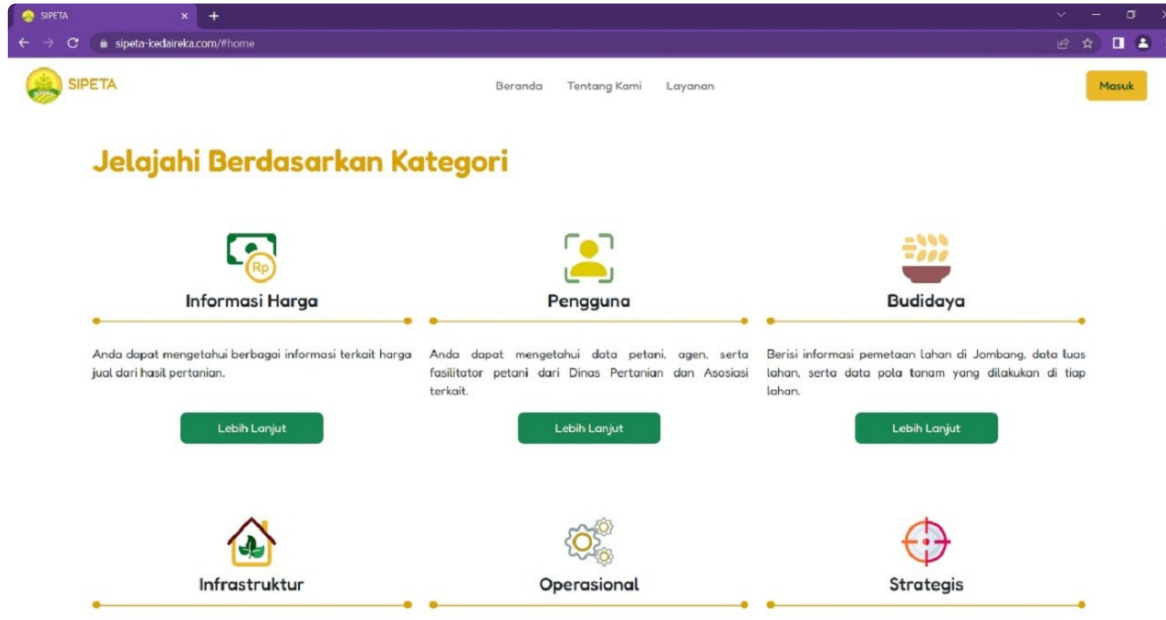 SIPETA
sipeta-kedaireka.com/#home
SIPETA
Beranda Tentang Kami Layanan
Masuk
Jelajahi Berdasarkan Kategori
Rp
Informasi Harga
Anda dapat mengetahui berbagai informasi terkait harga
jual dari hasil pertanian.
Lebih Lanjut
Pengguna
Anda dapat mengetahui data petani, agen, serta
fasilitator petani dari Dinas Pertanian dan Asosiasi
terkait.
Lebih Lanjut
Budidaya
Berisi informasi pemetaan lahan di Jombang, data luas
lahan, serta data pola tanam yang dilakukan di tiap
lahan.
Lebih Lanjut
Infrastruktur
Operasional
Strategis